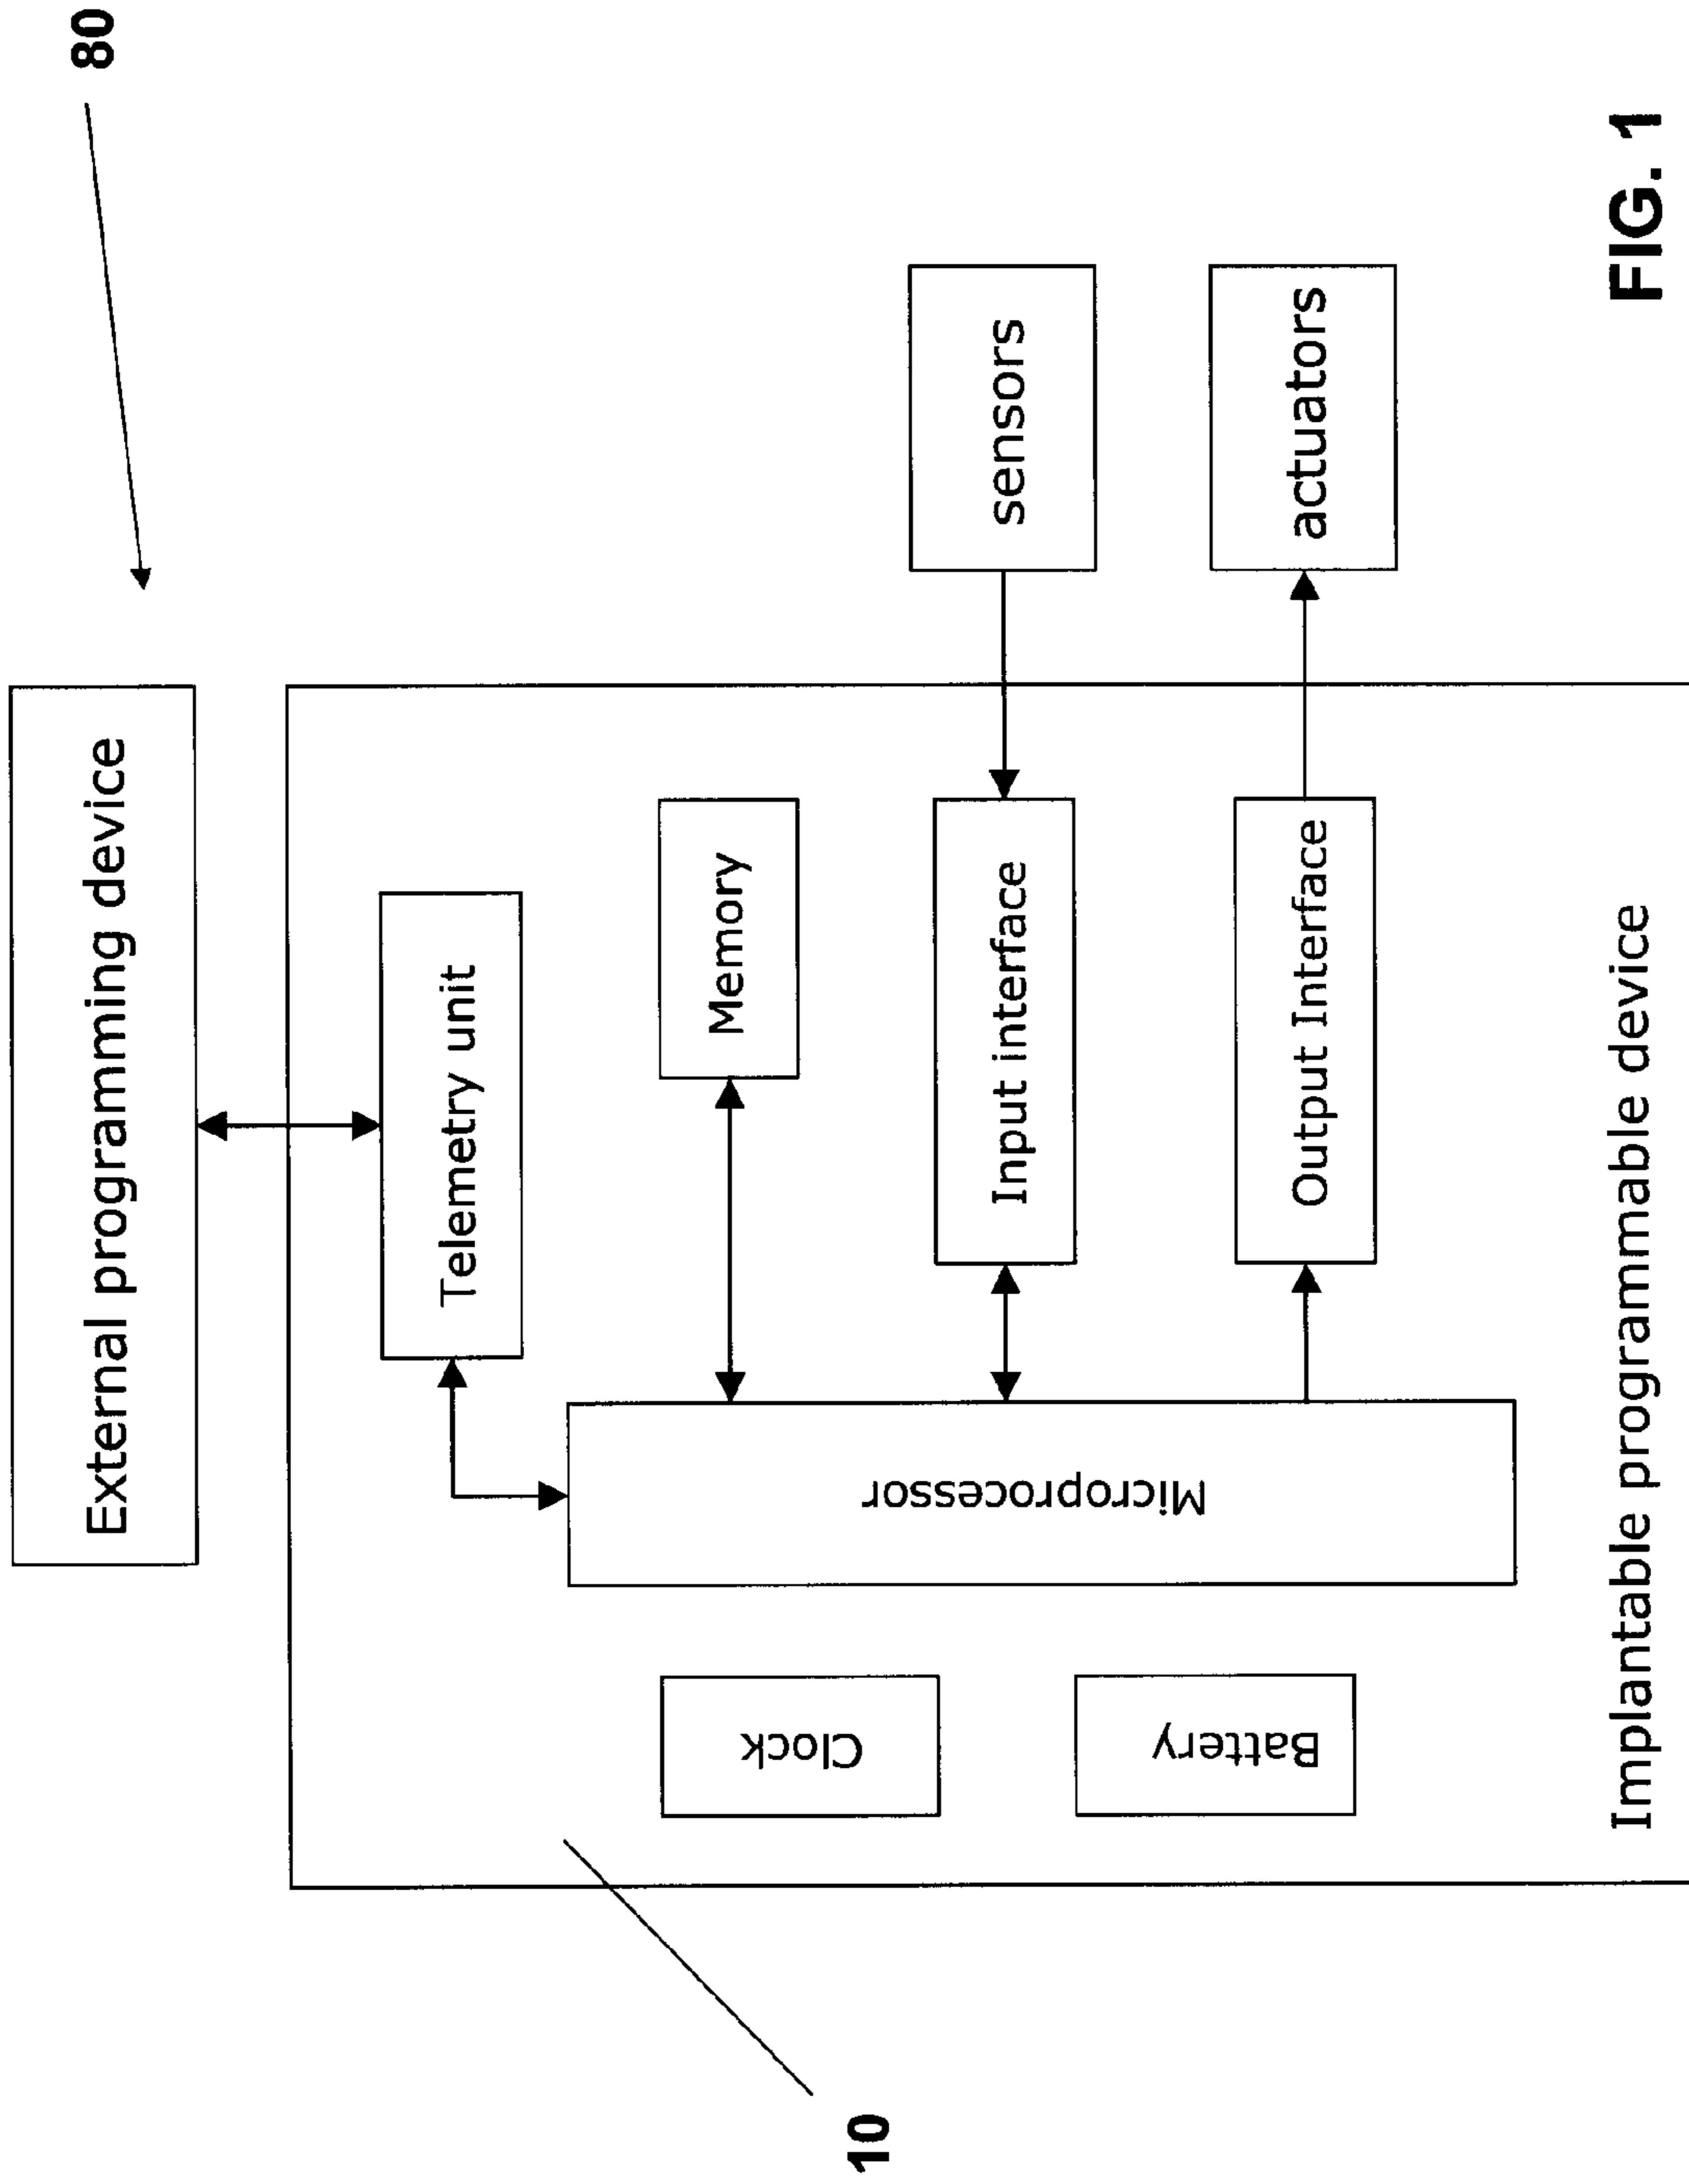 80
External programming device
Telemetry unit
Memory
Input interface
Output Interface
sensors
actuators
Microprocessor
Clock
Battery
Implantable programmable device
10
FIG. 1